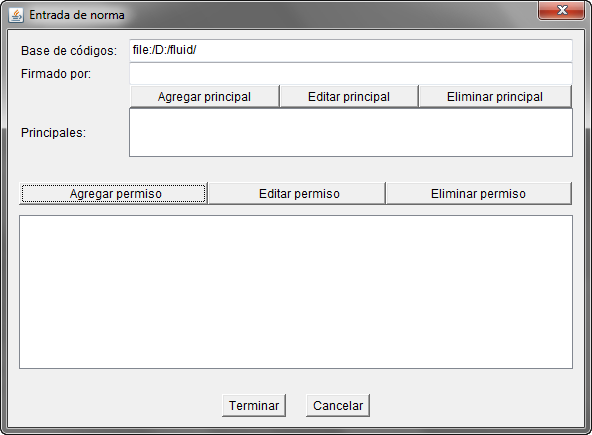 Entrada de norma
Base de códigos: file:/D:/fluid/
Firmado por:
Agregar principal Editar principal Eliminar principal
Principales:
Agregar permiso Editar permiso Eliminar permiso
Terminar Cancelar